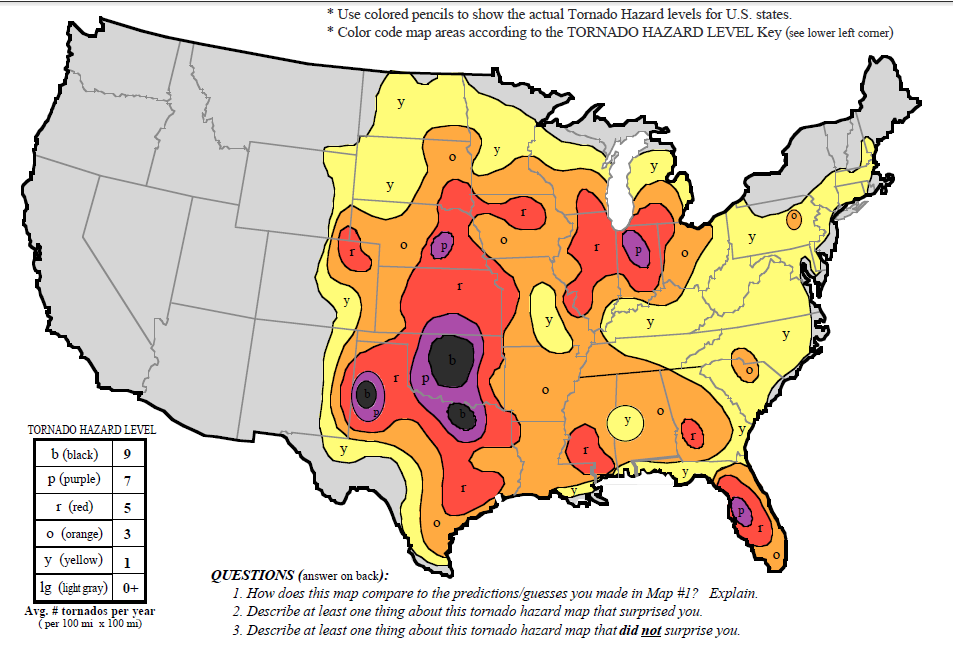 * Use colored pencils to show the actual Tornado Hazard levels for U.S. states.
* Color code map areas according to the TORNADO HAZARD LEVEL Key (see lower left corner)
y
o
y
y
y
r
o
r
o
y
r
p
r
p
o
o
y
r
y
y
y
b
p
r
b
p
b
o
o
y
o
r
y
y
r
y
y
r
o
p
r
o
TORNADO HAZARD LEVEL
b (black) 9
p (purple) 7
r (red) 5
o (orange) 3
y (yellow) 1
lg (light gray) 0+
Avg. # tornados per year
( per 100 mi x 100 mi)
QUESTIONS (answer on back):
1. How does this map compare to the predictions/guesses you made in Map #1? Explain.
2. Describe at least one thing about this tornado hazard map that surprised you.
3. Describe at least one thing about this tornado hazard map that did not surprise you.